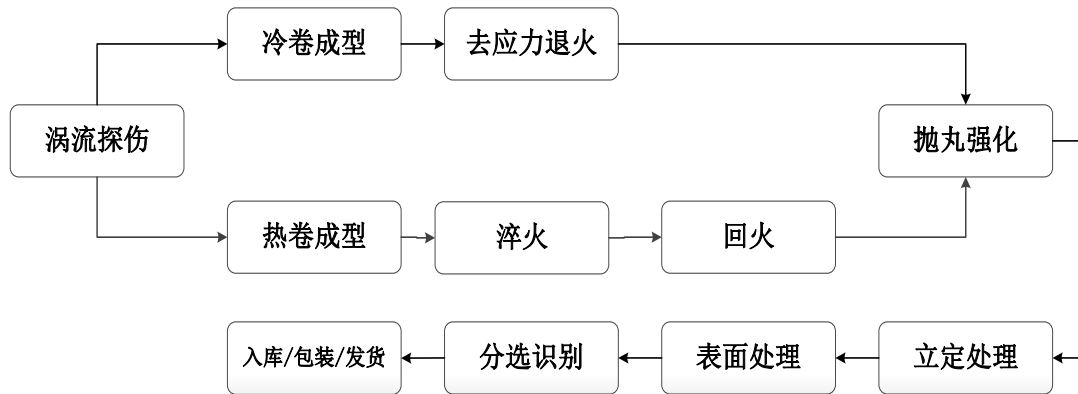 冷卷成型
去应力退火
涡流探伤
抛丸强化
热卷成型
淬火
回火
入库/包装/发货
分选识别
表面处理
立定处理